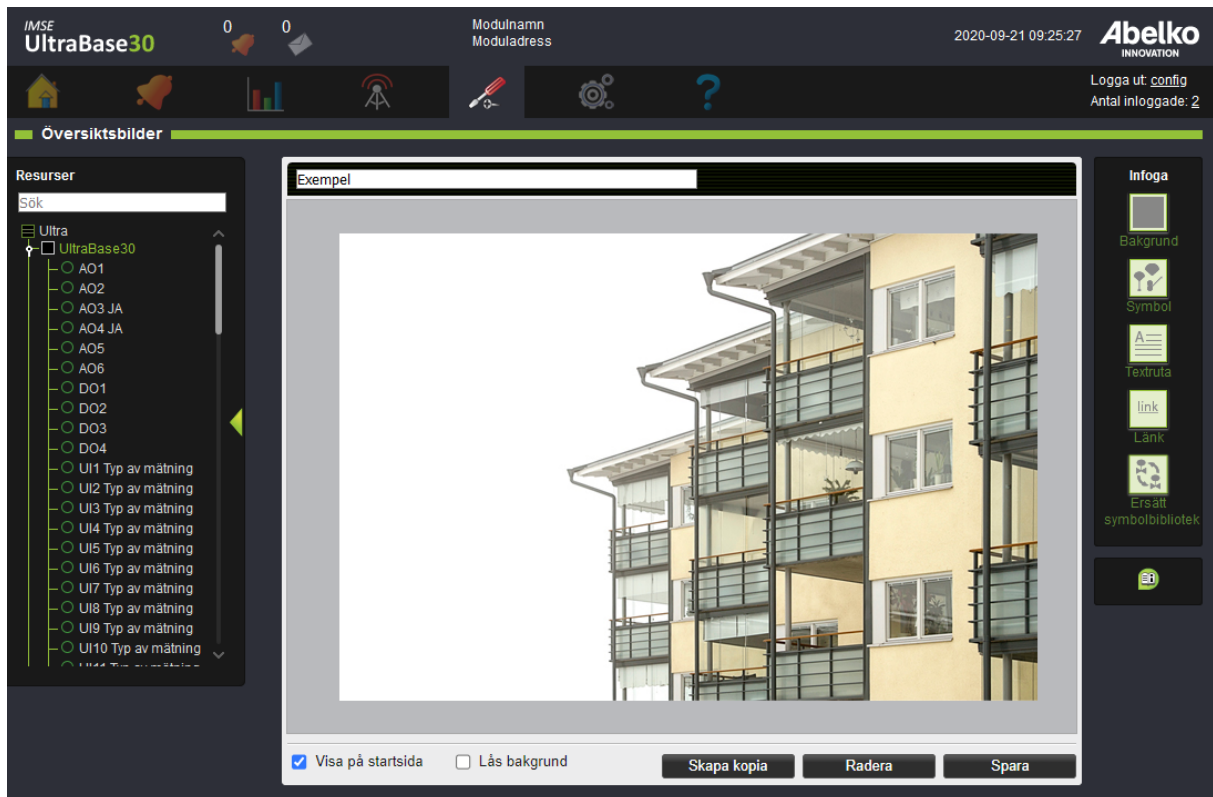 IMSE
UltraBase30
0
0
Modulnamn
Moduladress
2020-09-21 09:25:27
Abelko
INNOVATION
Logga ut: config
Antal inloggade: 2
Översiktsbilder
Resurser
Sök
Ultra
UltraBase30
AO1
AO2
AO3 JA
AO4 JA
AO5
AO6
DO1
DO2
DO3
DO4
UI1 Typ av mätning
UI2 Typ av mätning
UI3 Typ av mätning
UI4 Typ av mätning
UI5 Typ av mätning
UI6 Typ av mätning
UI7 Typ av mätning
UI8 Typ av mätning
UI9 Typ av mätning
UI10 Typ av mätning
UI11 Typ av mätning
Exempel
Visa på startsida
Lås bakgrund
Skapa kopia
Radera
Spara
Infoga
Bakgrund
Symbol
A
Textruta
link
Länk
Ersätt
symbolbibliotek